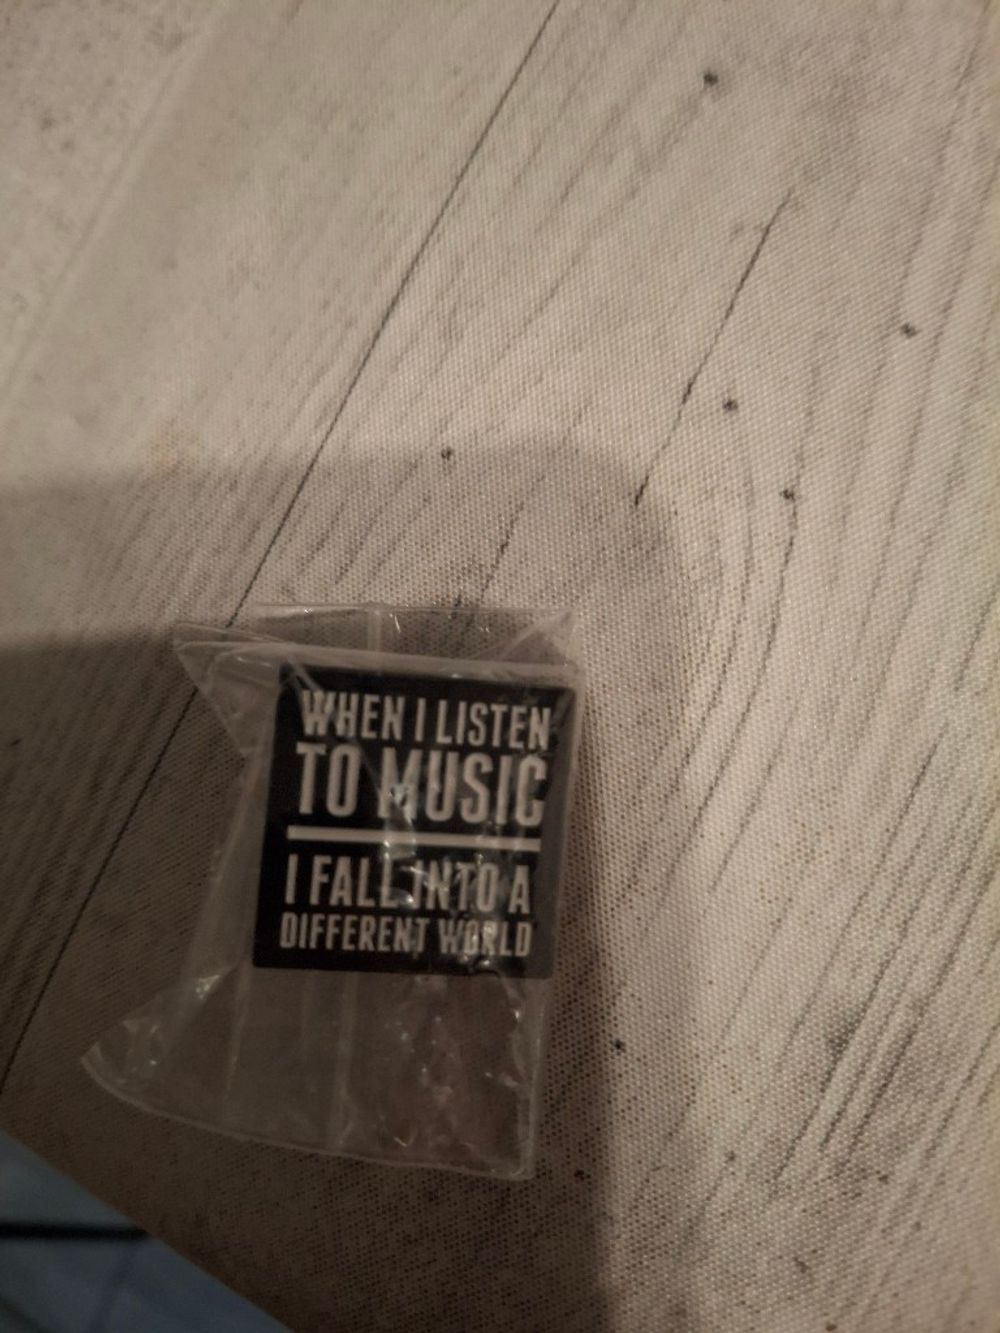 WHEN I LISTEN
TO MUSIC
I FALL INTO A
DIFFERENT WORLD